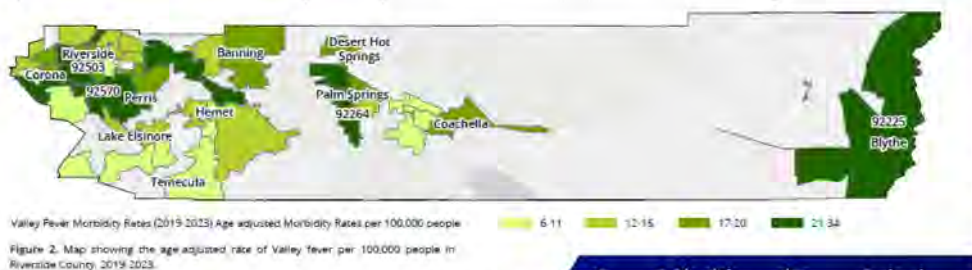 Desert Hot
Springs
Banning
Riverside
92503
Corona
92570
Perris
Palm Springs
92264
Hemet
Coachella
92225
Lake Elsinore
Blythe
Temecula
Valley Fever Morbidity Rates (2019-2023) Age adjusted Morbidity Rates per 100,000 people
6-11
12-16
17-20
21-34
Figure 2. Map showing the age-adjusted rate of Valley fever per 100,000 people in
Riverside County, 2019-2023.